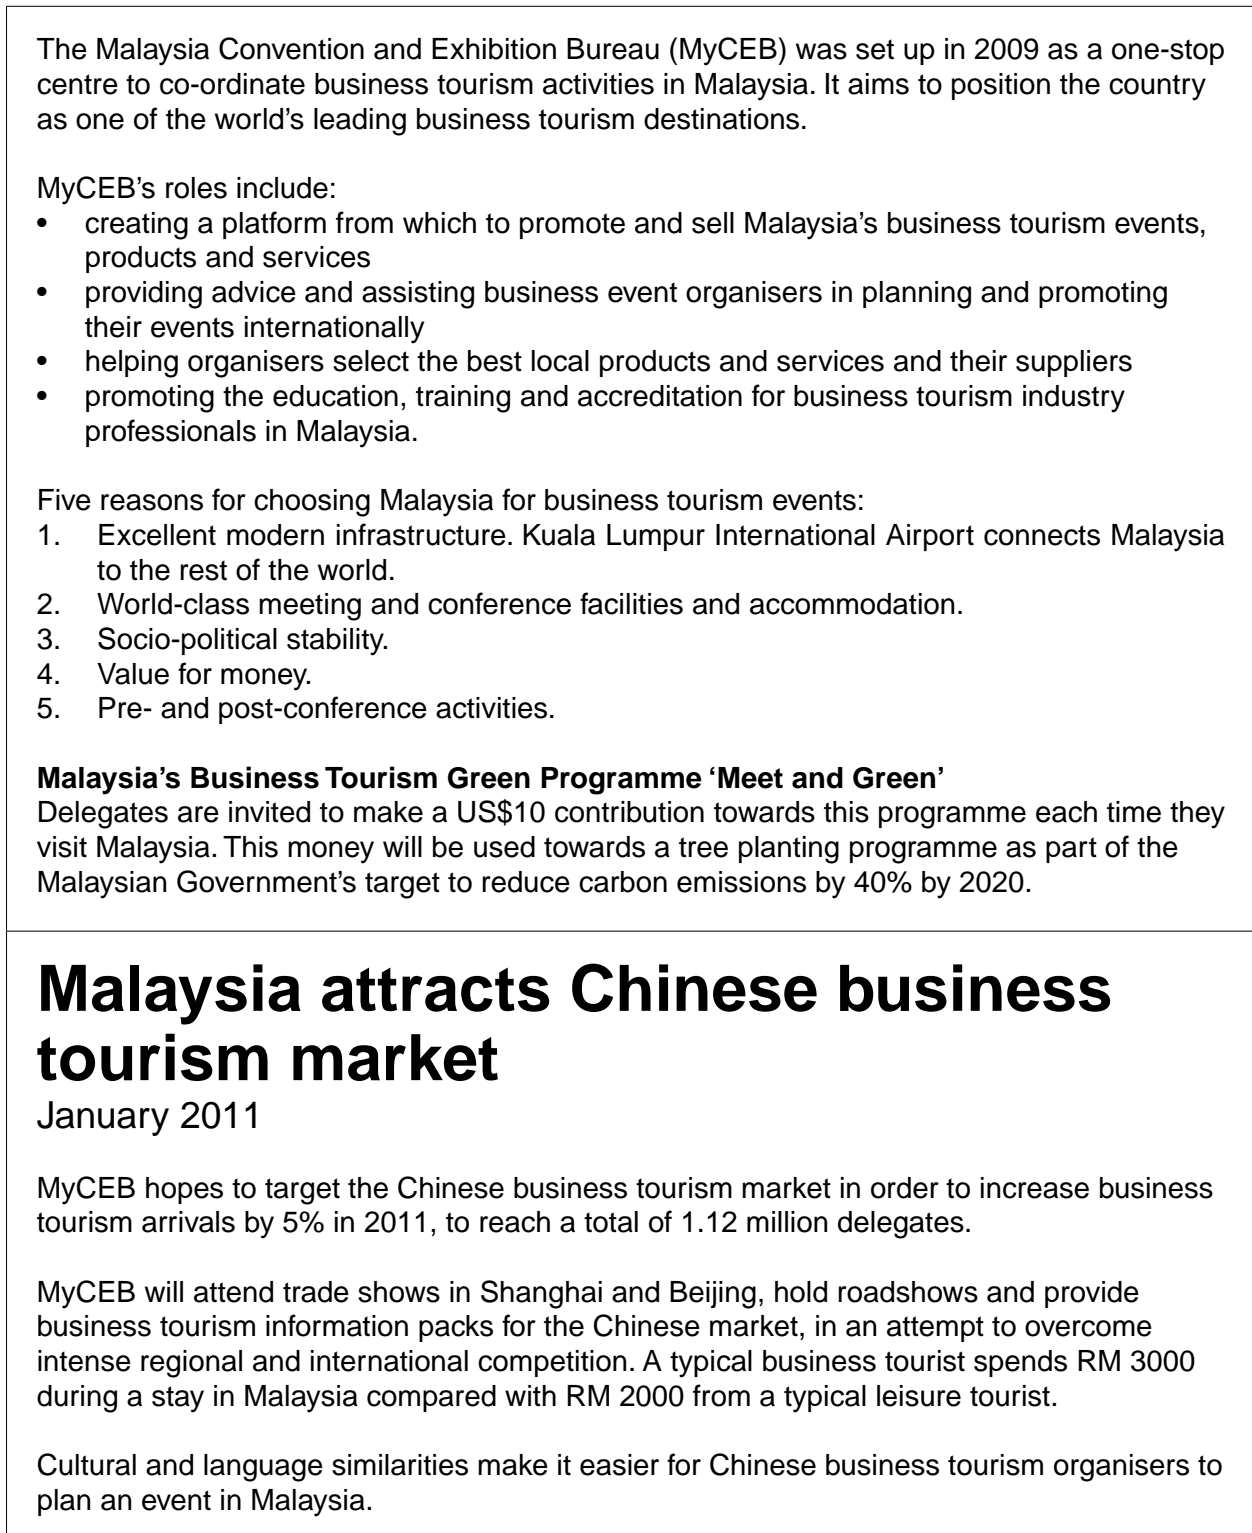 The Malaysia Convention and Exhibition Bureau (MyCEB) was set up in 2009 as a one-stop
centre to co-ordinate business tourism activities in Malaysia. It aims to position the country
as one of the world's leading business tourism destinations.
MyCEB's roles include:
• creating a platform from which to promote and sell Malaysia's business tourism events,
products and services
• providing advice and assisting business event organisers in planning and promoting
their events internationally
• helping organisers select the best local products and services and their suppliers
• promoting the education, training and accreditation for business tourism industry
professionals in Malaysia.
Five reasons for choosing Malaysia for business tourism events:
1. Excellent modern infrastructure. Kuala Lumpur International Airport connects Malaysia
to the rest of the world.
2. World-class meeting and conference facilities and accommodation.
3. Socio-political stability.
4. Value for money.
5. Pre- and post-conference activities.
Malaysia's Business Tourism Green Programme 'Meet and Green'
Delegates are invited to make a US$10 contribution towards this programme each time they
visit Malaysia. This money will be used towards a tree planting programme as part of the
Malaysian Government's target to reduce carbon emissions by 40% by 2020.
Malaysia attracts Chinese business
tourism market
January 2011
MyCEB hopes to target the Chinese business tourism market in order to increase business
tourism arrivals by 5% in 2011, to reach a total of 1.12 million delegates.
MyCEB will attend trade shows in Shanghai and Beijing, hold roadshows and provide
business tourism information packs for the Chinese market, in an attempt to overcome
intense regional and international competition. A typical business tourist spends RM 3000
during a stay in Malaysia compared with RM 2000 from a typical leisure tourist.
Cultural and language similarities make it easier for Chinese business tourism organisers to
plan an event in Malaysia.